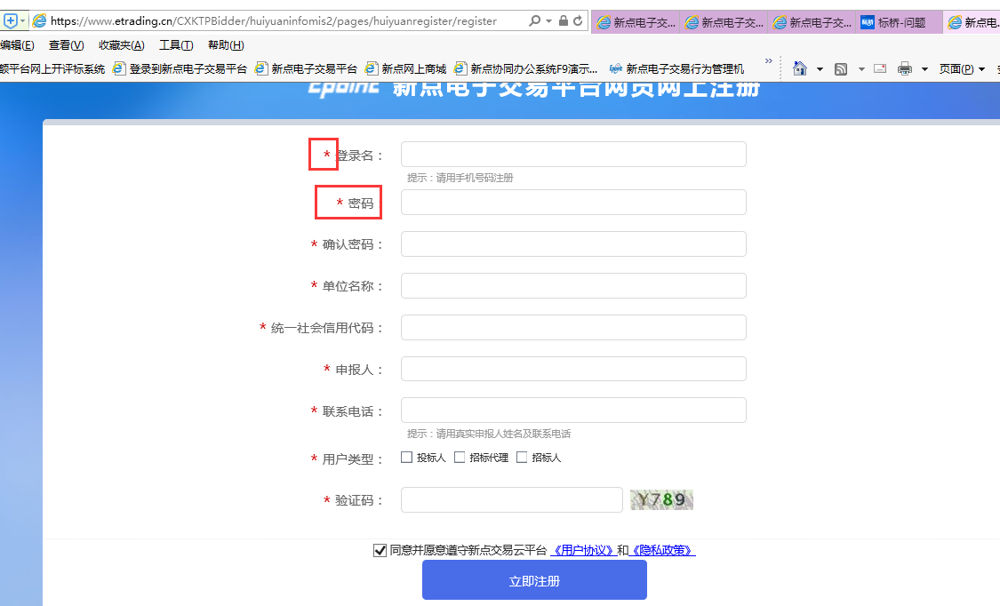 https://www.etrading.cn/CXKTPBidder/huiyuaninfomis2/pages/huiyuanregister/register
新点电子交... 新点电子交... 新点电子交... 标桥-问题 新点电
编辑(E) 查看(V) 收藏夹(A) 工具(T) 帮助(H)
平台网上开评标系统 登录到新点电子交易平台 新点电子交易平台 新点网上商城 新点协同办公系统F9演示... 新点电子交易行为管理机 » 页面(P)
Epoint 新点电子交易平台网员网上注册
* 登录名：
提示：请用手机号码注册
* 密码：
* 确认密码：
* 单位名称：
* 统一社会信用代码：
* 申报人：
* 联系电话：
提示：请用真实申报人姓名及联系电话
* 用户类型： 投标人 招标代理 招标人
* 验证码： Y789
同意并愿意遵守新点交易云平台 《用户协议》和《隐私政策》
立即注册